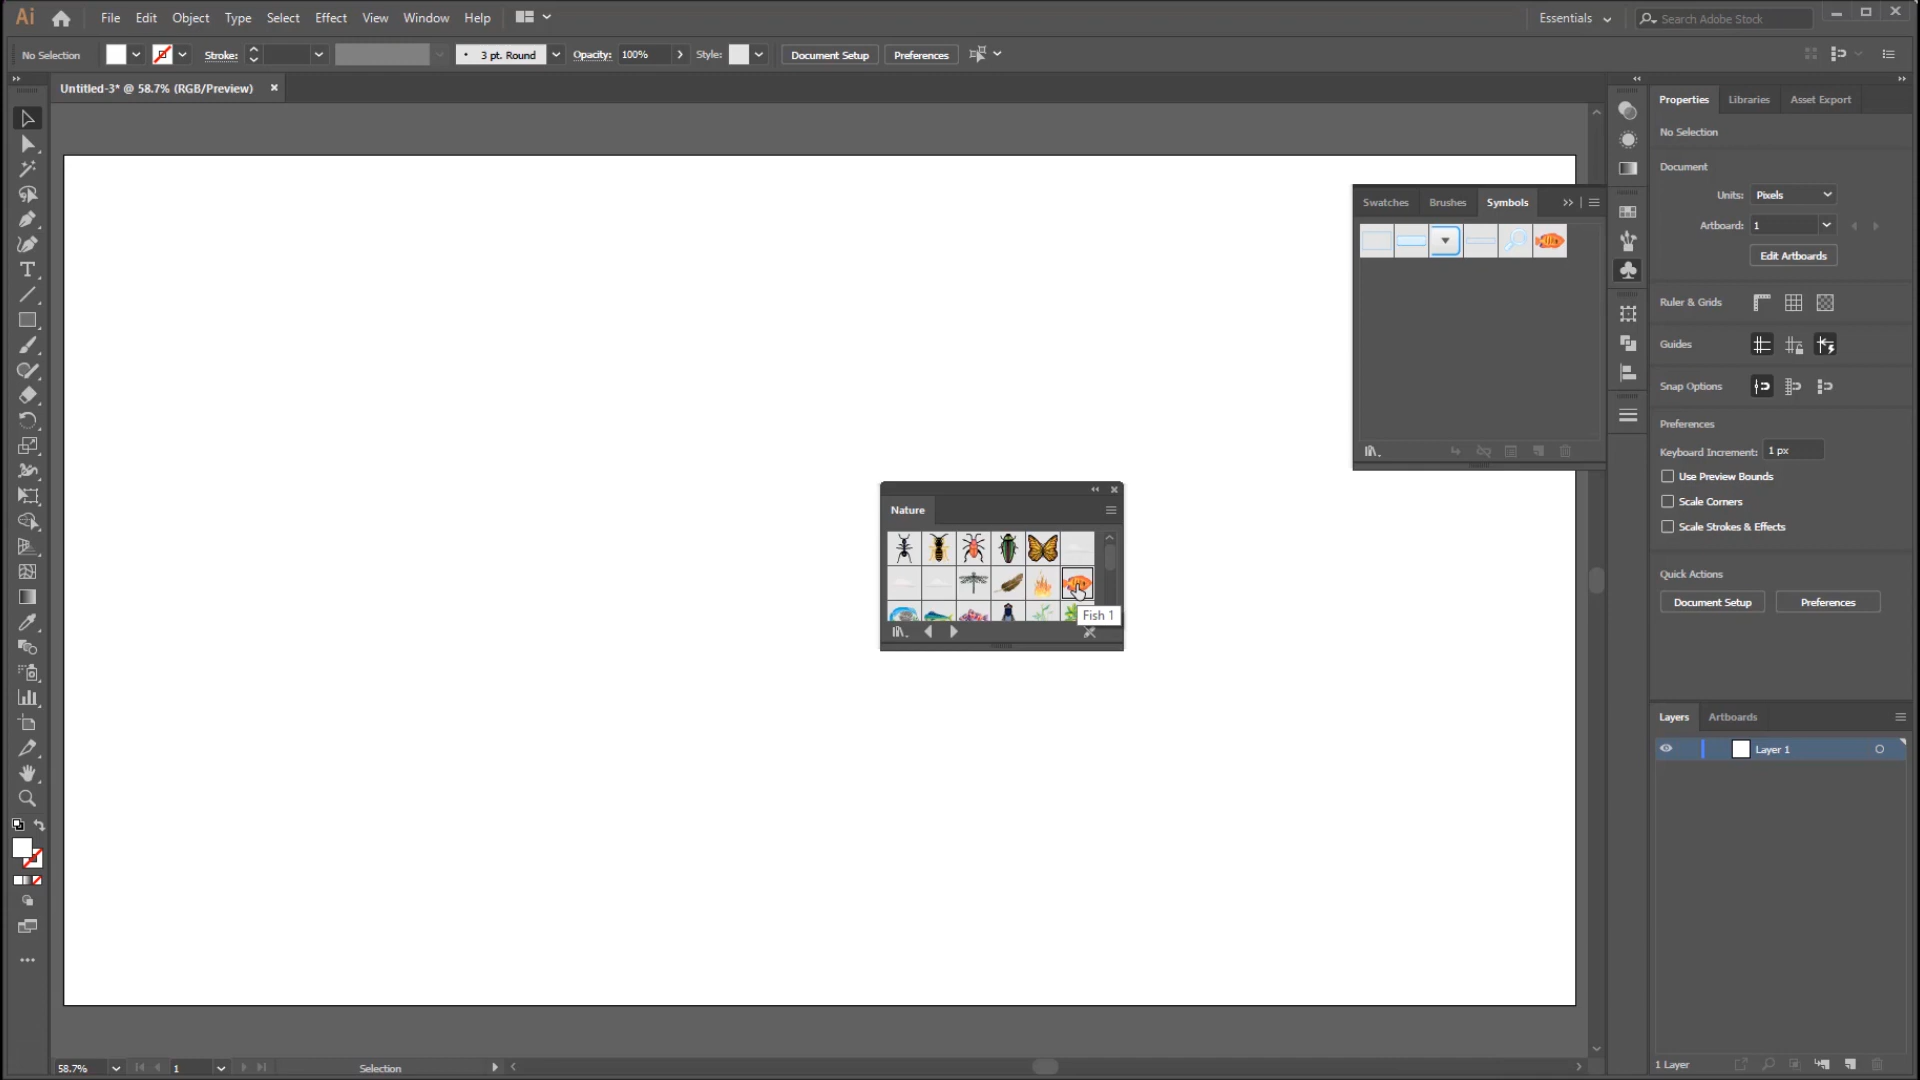 Ai File Edit Object Type Select Effect View Window Help Essentials Search Adobe Stock
No Selection Stroke: 3 pt. Round Opacity: 100% Style: Document Setup Preferences
Untitled-3* @ 58.7% (RGB/Preview)
Properties Libraries Asset Export
No Selection
Document
Units: Pixels
Artboard: 1
Edit Artboards
Ruler & Grids
Guides
Snap Options
Preferences
Keyboard Increment: 1 px
Use Preview Bounds
Scale Corners
Scale Strokes & Effects
Quick Actions
Document Setup Preferences
Swatches Brushes Symbols
Nature
Fish 1
Layers Artboards
Layer 1
1 Layer
58.7% 1 Selection